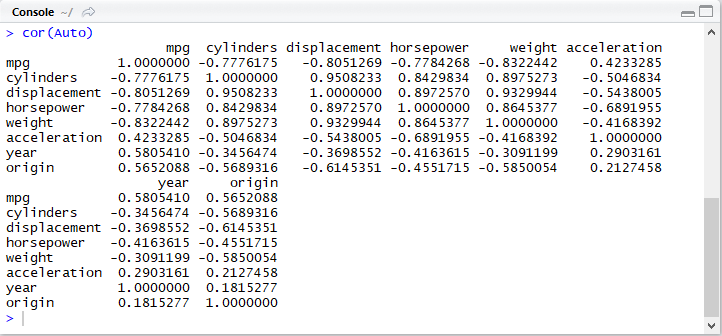 Console ~/
> cor(Auto)
mpg cylinders displacement horsepower weight acceleration
mpg 1.0000000 -0.7776175 -0.8051269 -0.7784268 -0.8322442 0.4233285
cylinders -0.7776175 1.0000000 0.9508233 0.8429834 0.8975273 -0.5046834
displacement -0.8051269 0.9508233 1.0000000 0.8972570 0.9329944 -0.5438005
horsepower -0.7784268 0.8429834 0.8972570 1.0000000 0.8645377 -0.6891955
weight -0.8322442 0.8975273 0.9329944 0.8645377 1.0000000 -0.4168392
acceleration 0.4233285 -0.5046834 -0.5438005 -0.6891955 -0.4168392 1.0000000
year 0.5805410 -0.3456474 -0.3698552 -0.4163615 -0.3091199 0.2903161
origin 0.5652088 -0.5689316 -0.6145351 -0.4551715 -0.5850054 0.2127458
year origin
mpg 0.5805410 0.5652088
cylinders -0.3456474 -0.5689316
displacement -0.3698552 -0.6145351
horsepower -0.4163615 -0.4551715
weight -0.3091199 -0.5850054
acceleration 0.2903161 0.2127458
year 1.0000000 0.1815277
origin 0.1815277 1.0000000
>